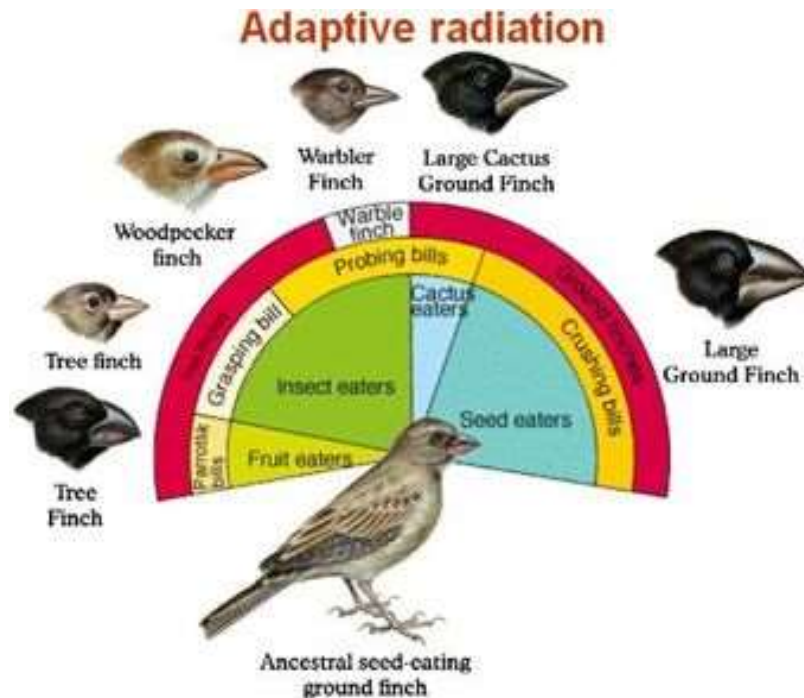 Adaptive radiation
Warbler
Finch
Large Cactus
Ground Finch
Woodpecker
finch
Warble
finch
Probing bills
Cactus
eaters
Crushing bills
Large
Ground Finch
Tree finch
Grasping bill
Insect eaters
Seed eaters
Fruit eaters
bills
Tree
Finch
Ancestral seed-eating
ground finch